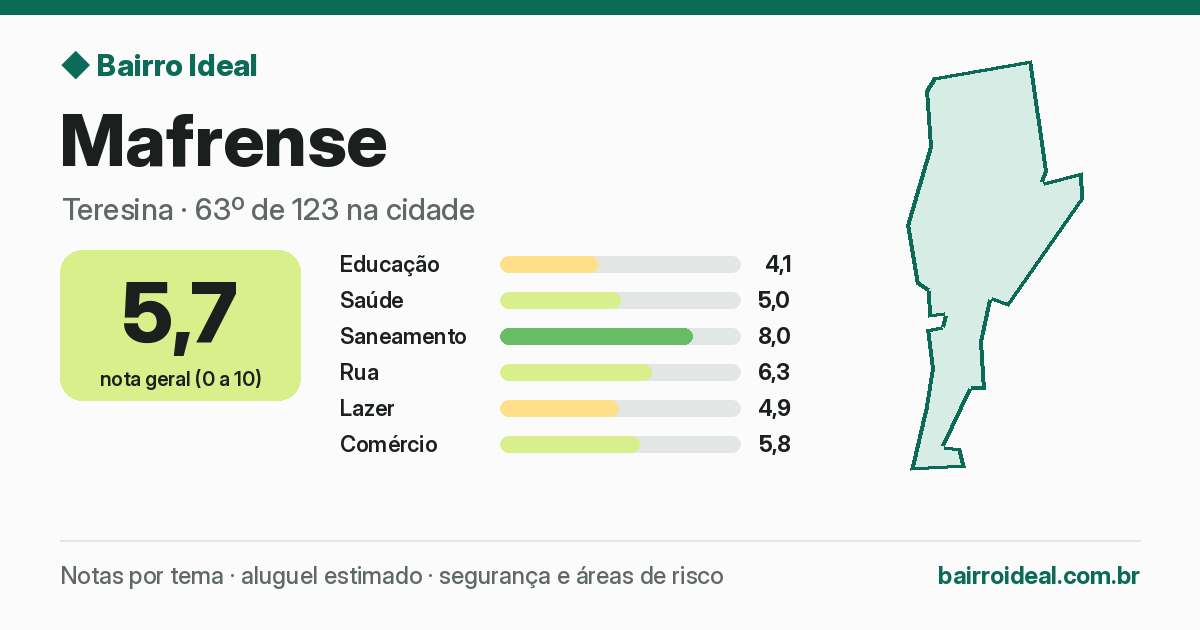 Bairro Ideal
Mafrense
Teresina · 63º de 123 na cidade
5,7
nota geral (0 a 10)
Educação 4,1
Saúde 5,0
Saneamento 8,0
Rua 6,3
Lazer 4,9
Comércio 5,8
Notas por tema · aluguel estimado · segurança e áreas de risco
bairroideal.com.br